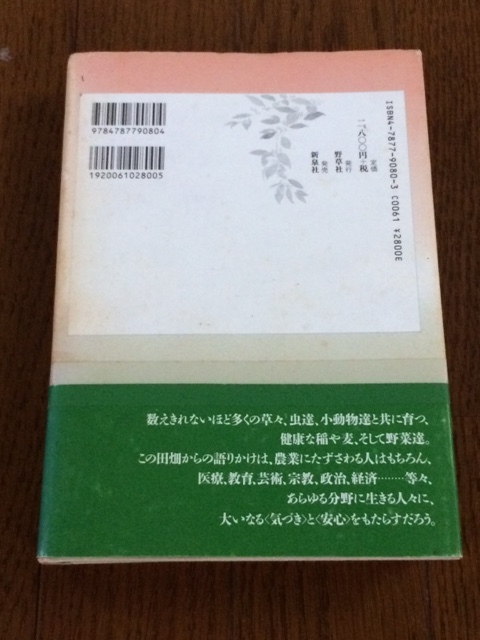 9784787790804
1920061028005
ISBN4-7877-9080-3 C0061 ¥2800E
定価
二八〇〇円+税
発行
野草社
発売
新泉社
数えきれないほど多くの草々、虫達、小動物達と共に育つ、
健康な稲や麦、そして野菜達。
この田畑からの語りかけは、農業にたずさわる人はもちろん、
医療、教育、芸術、宗教、政治、経済………等々、
あらゆる分野に生きる人々に、
大いなる〈気づき〉と〈安心〉をもたらすだろう。